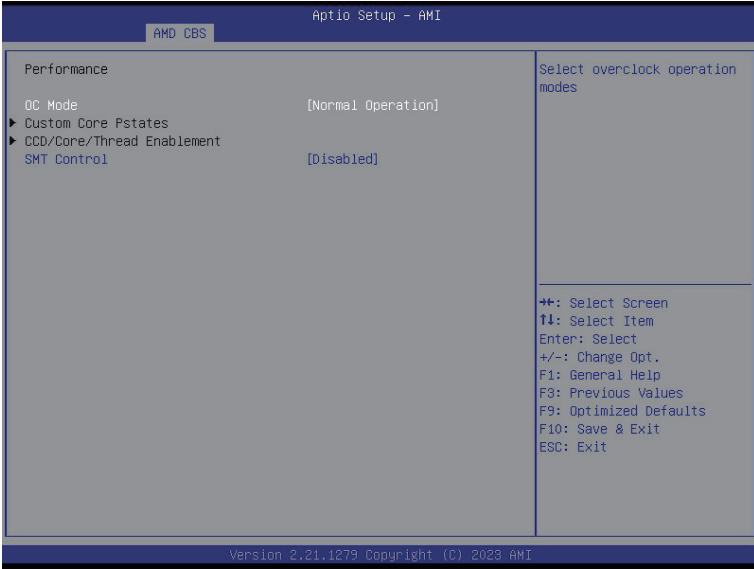 Aptio Setup – AMI
AMD CBS
Performance
OC Mode [Normal Operation]
Custom Core Pstates
CCD/Core/Thread Enablement
SMT Control [Disabled]
Select overclock operation
modes
→←: Select Screen
↑↓: Select Item
Enter: Select
+/-: Change Opt.
F1: General Help
F3: Previous Values
F9: Optimized Defaults
F10: Save & Exit
ESC: Exit
Version 2.21.1279 Copyright (C) 2023 AMI